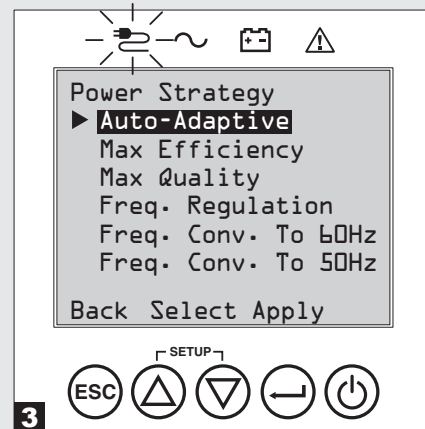 Power Strategy
Auto-Adaptive
Max Efficiency
Max Quality
Freq. Regulation
Freq. Conv. To 60Hz
Freq. Conv. To 50Hz
Back Select Apply
SETUP
ESC
3